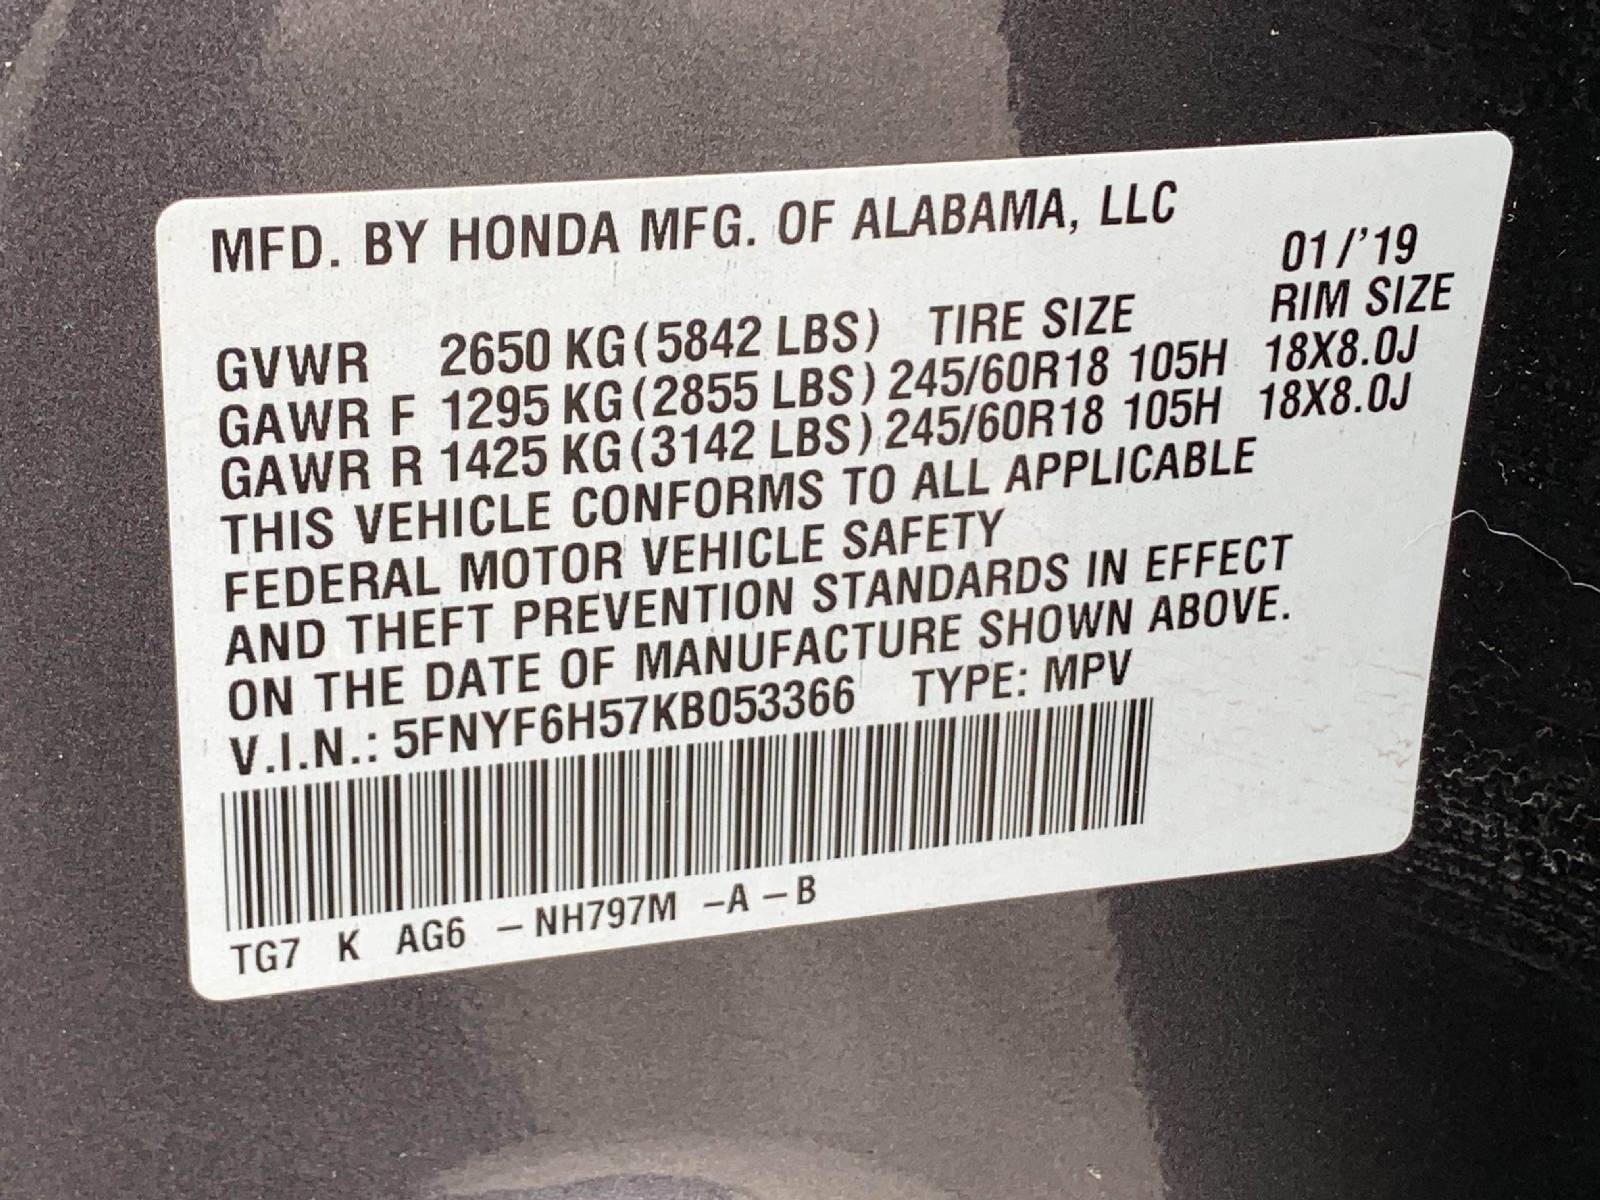 MFD. BY HONDA MFG. OF ALABAMA, LLC
01/'19
GVWR 2650 KG(5842 LBS) TIRE SIZE RIM SIZE
GAWR F 1295 KG(2855 LBS) 245/60R18 105H 18X8.0J
GAWR R 1425 KG(3142 LBS) 245/60R18 105H 18X8.0J
THIS VEHICLE CONFORMS TO ALL APPLICABLE
FEDERAL MOTOR VEHICLE SAFETY
AND THEFT PREVENTION STANDARDS IN EFFECT
ON THE DATE OF MANUFACTURE SHOWN ABOVE.
V.I.N.: 5FNYF6H57KB053366 TYPE: MPV
TG7 K AG6 – NH797M –A – B